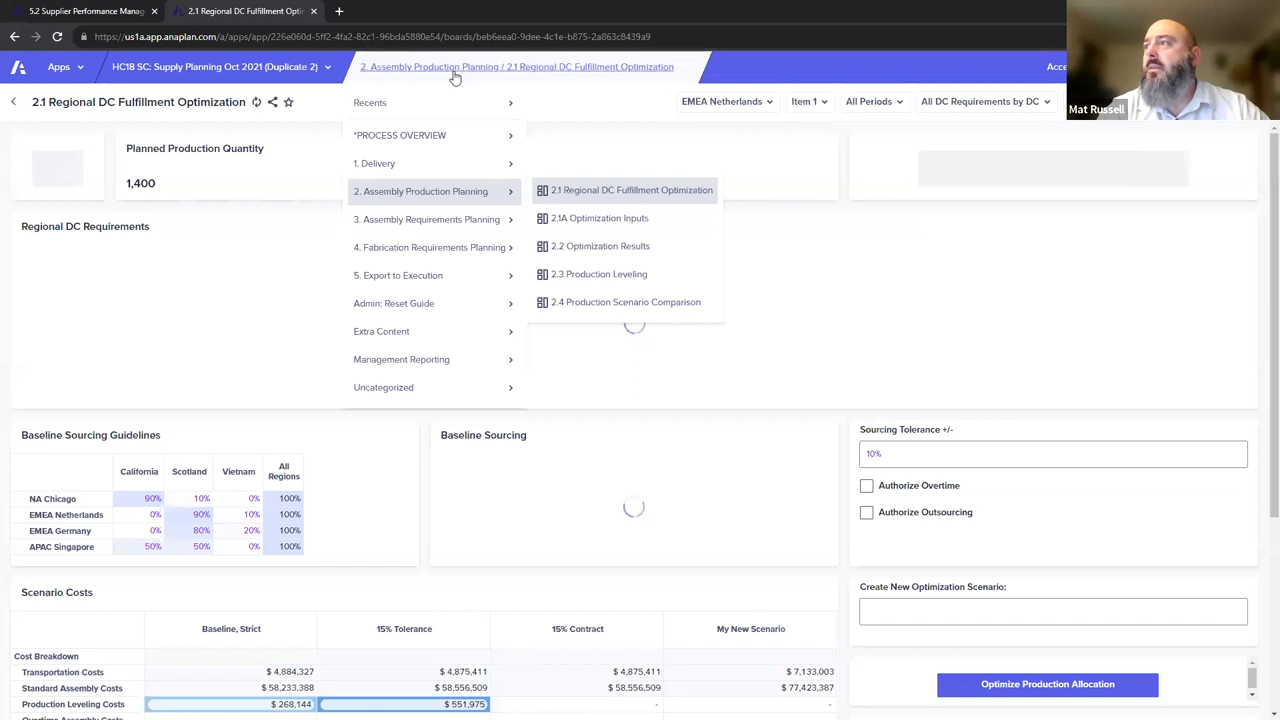 5.2 Supplier Performance Manag
2.1 Regional DC Fulfillment Optin
https://us1a.app.anaplan.com/a/apps/app/226e060d-5ff2-4fa2-82c1-96bda5880e54/boards/beb6eea0-9dee-4c1e-b875-2a863c8439a9
Apps
HC18 SC: Supply Planning Oct 2021 (Duplicate 2)
2. Assembly Production Planning / 2.1 Regional DC Fulfillment Optimization
Acce
2.1 Regional DC Fulfillment Optimization
EMEA Netherlands
Item 1
All Periods
All DC Requirements by DC
Mat Russell
Recents
*PROCESS OVERVIEW
1. Delivery
2. Assembly Production Planning
3. Assembly Requirements Planning
4. Fabrication Requirements Planning
5. Export to Execution
Admin: Reset Guide
Extra Content
Management Reporting
Uncategorized
2.1 Regional DC Fulfillment Optimization
2.1A Optimization Inputs
2.2 Optimization Results
2.3 Production Leveling
2.4 Production Scenario Comparison
Planned Production Quantity
1,400
Regional DC Requirements
Baseline Sourcing Guidelines
California Scotland Vietnam All Regions
NA Chicago 90% 10% 0% 100%
EMEA Netherlands 0% 90% 10% 100%
EMEA Germany 0% 80% 20% 100%
APAC Singapore 50% 50% 0% 100%
Baseline Sourcing
Sourcing Tolerance +/-
10%
Authorize Overtime
Authorize Outsourcing
Scenario Costs
Baseline, Strict 15% Tolerance 15% Contract My New Scenario
Cost Breakdown
Transportation Costs $ 4,884,327 $ 4,875,411 $ 4,875,411 $ 7,133,003
Standard Assembly Costs $ 58,233,388 $ 58,556,509 $ 58,556,509 $ 77,423,387
Production Leveling Costs $ 268,144 $ 551,975 - -
Overtime Assembly Costs
Create New Optimization Scenario:
Optimize Production Allocation